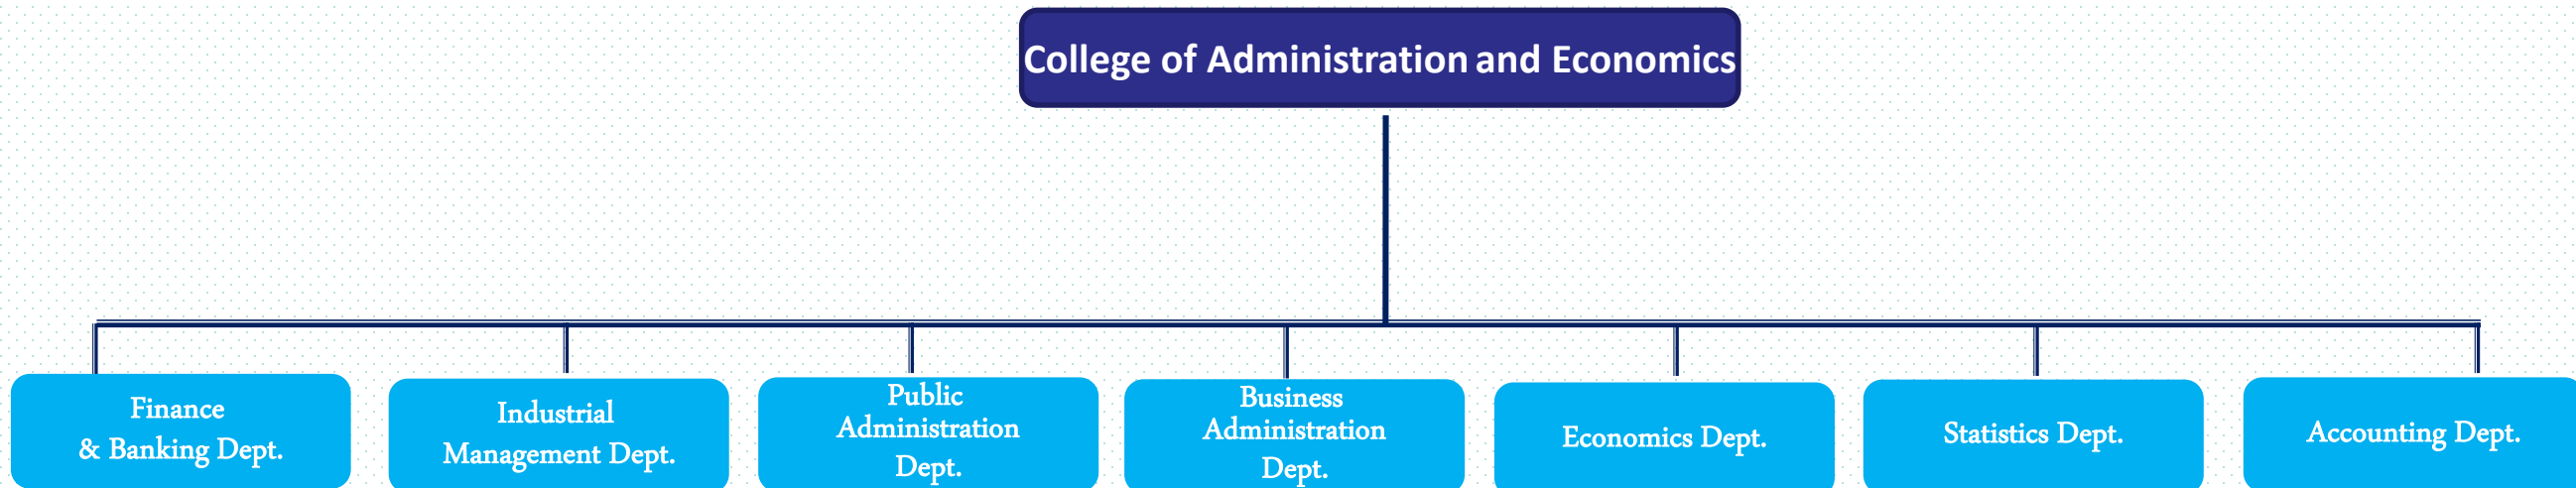 College of Administration and Economics
Finance
& Banking Dept.
Industrial
Management Dept.
Public
Administration
Dept.
Business
Administration
Dept.
Economics Dept.
Statistics Dept.
Accounting Dept.